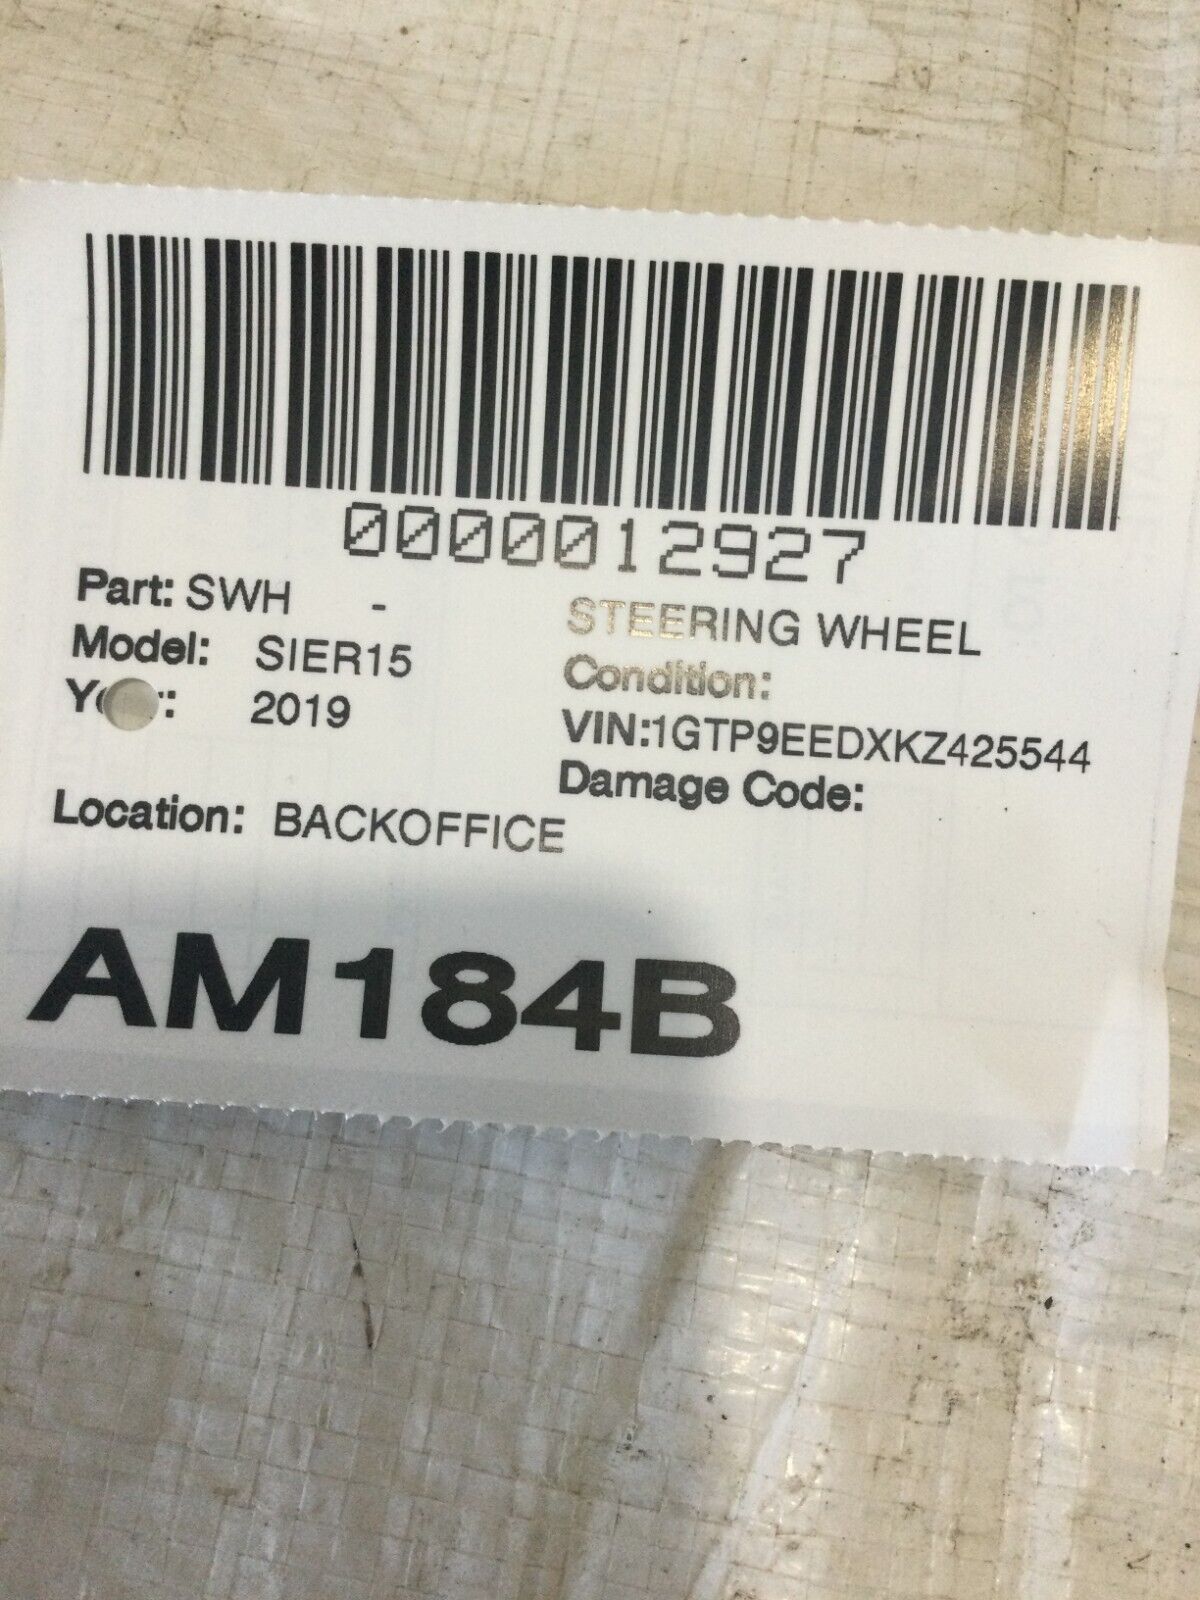 0000012927
Part: SWH - STEERING WHEEL
Model: SIER15 Condition:
2019 VIN:1GTP9EEDXKZ425544
Damage Code:
Location: BACKOFFICE
AM184B